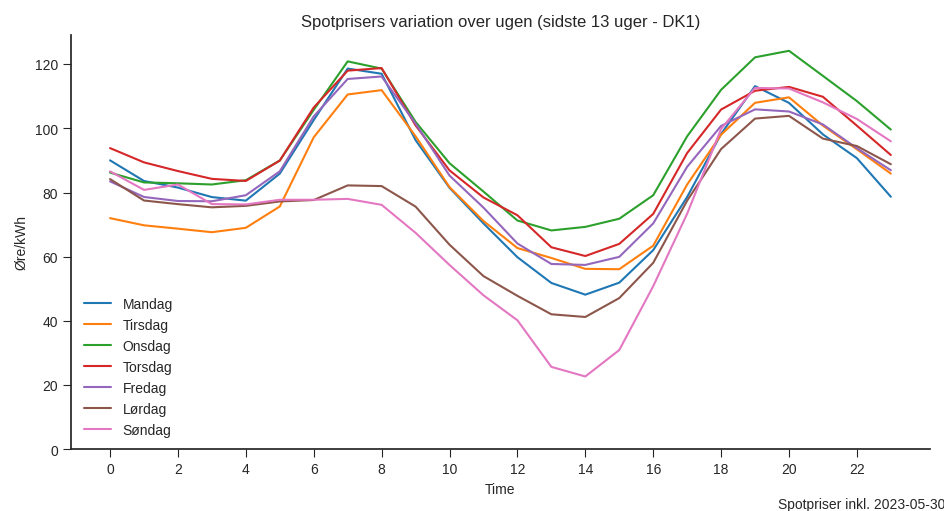 Spotprisers variation over ugen (sidste 13 uger - DK1)
Øre/kWh
120
100
80
60
40
20
0
Mandag
Tirsdag
Onsdag
Torsdag
Fredag
Lørdag
Søndag
0 2 4 6 8 10 12 14 16 18 20 22
Time
Spotpriser inkl. 2023-05-30